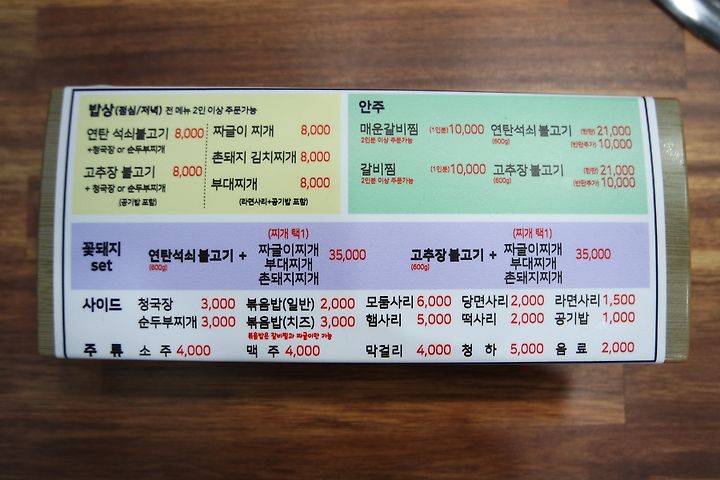 밥상(점심/저녁) 전 메뉴 2인 이상 주문가능
연탄 석쇠불고기 8,000
+청국장 or 순두부찌개
고추장 불고기 8,000
+ 청국장 or 순두부찌개
(공기밥 포함)
짜글이 찌개 8,000
촌돼지 김치찌개 8,000
부대찌개 8,000
(라면사리+공기밥 포함)
안주
매운갈비찜 (1인분)10,000
2인분 이상 주문가능
갈비찜 (1인분)10,000
2인분 이상 주문가능
연탄석쇠 불고기 (한판) 21,000
(600g) (반판추가) 10,000
고추장 불고기 (한판) 21,000
(600g) (반판추가) 10,000
꽃돼지
set
(찌개 택1)
연탄석쇠 불고기 + 짜글이찌개 35,000
(600g) 부대찌개
촌돼지찌개
(찌개 택1)
고추장 불고기 + 짜글이찌개 35,000
(600g) 부대찌개
촌돼지찌개
사이드 청국장 3,000 볶음밥(일반) 2,000 모둠사리 6,000 당면사리 2,000 라면사리 1,500
순두부찌개 3,000 볶음밥(치즈) 3,000 햄사리 5,000 떡사리 2,000 공기밥 1,000
볶음밥은 갈비찜과 짜글이만 가능
주 류 소 주 4,000 맥 주 4,000 막걸리 4,000 청 하 5,000 음 료 2,000